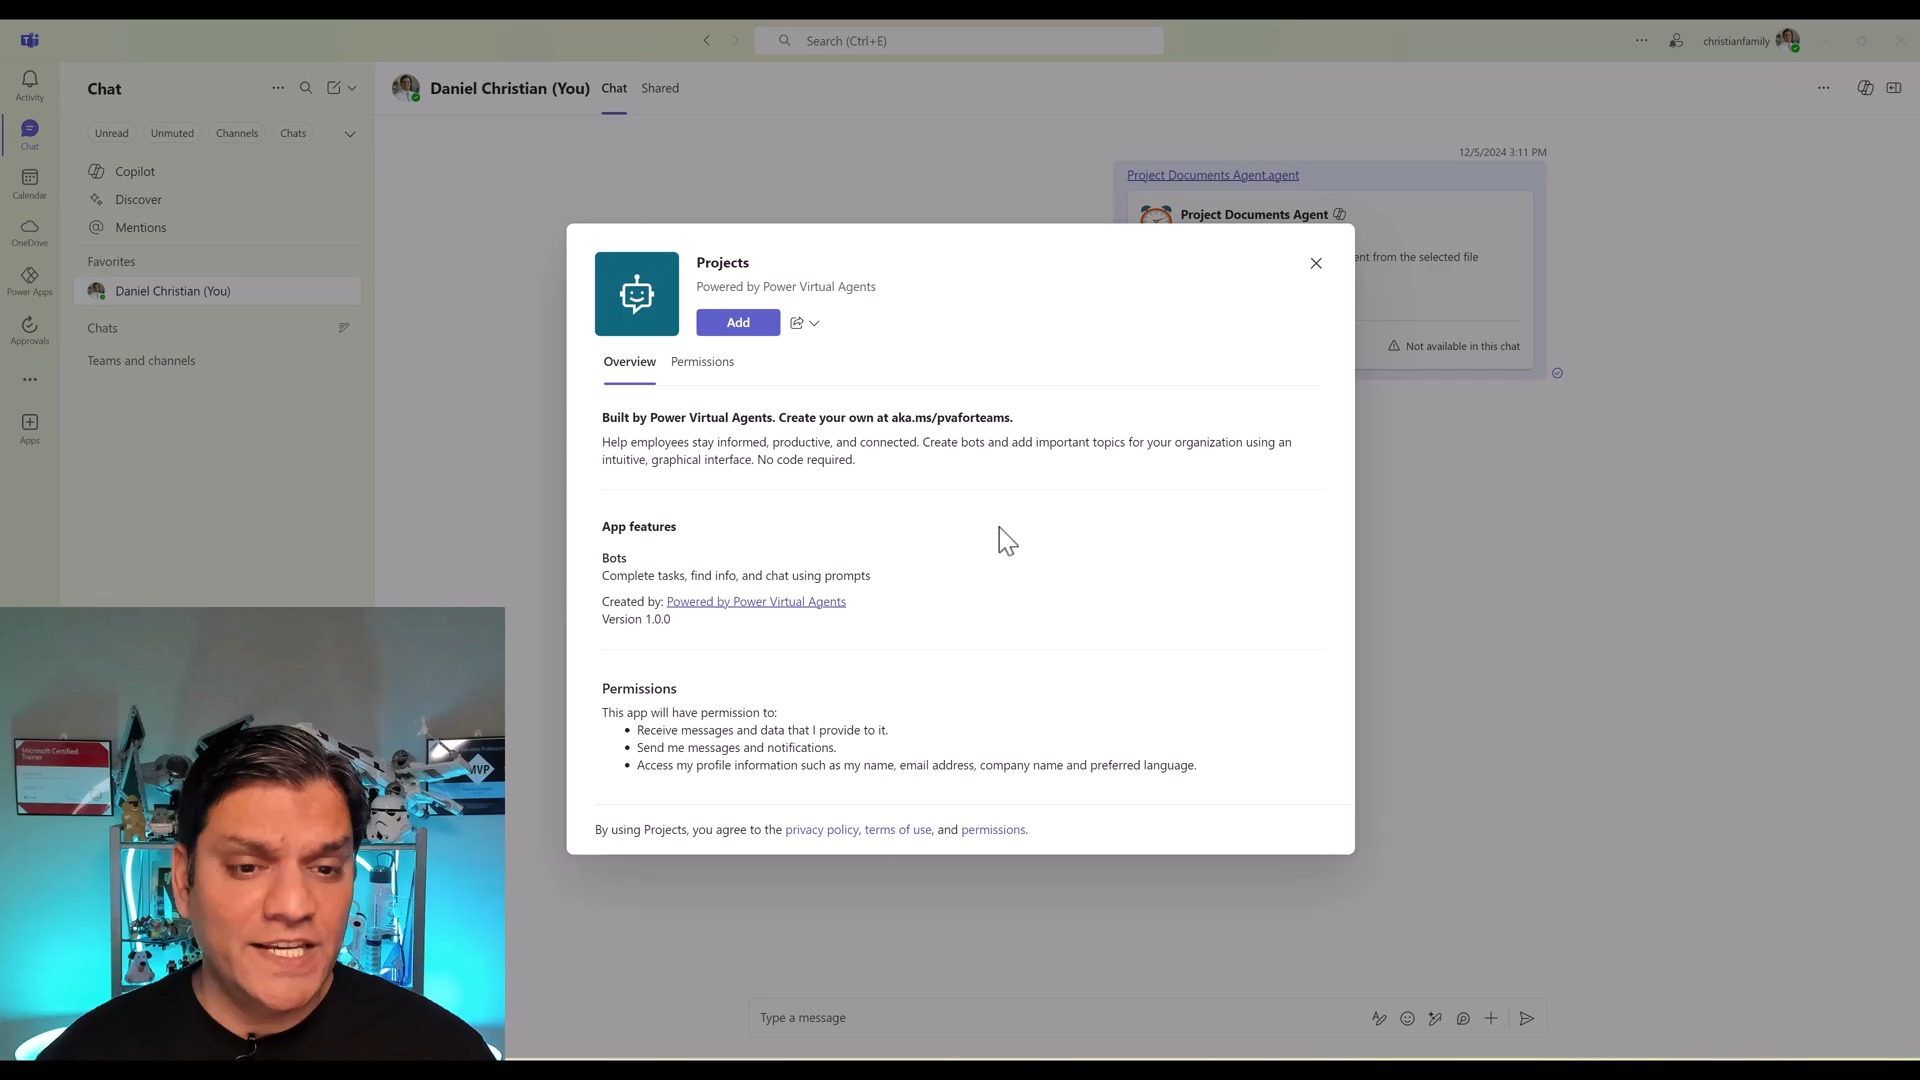 Search (Ctrl+E)
christianfamily
Activity
Chat
Calendar
OneDrive
Power Apps
Approvals
Apps
Chat
Unread
Unmuted
Channels
Chats
Copilot
Discover
Mentions
Favorites
Daniel Christian (You)
Chats
Teams and channels
Daniel Christian (You)
Chat
Shared
12/5/2024 3:11 PM
Project Documents Agent.agent
Project Documents Agent
ent from the selected file
Not available in this chat
Projects
Powered by Power Virtual Agents
Add
Overview
Permissions
Built by Power Virtual Agents. Create your own at aka.ms/pvaforteams.
Help employees stay informed, productive, and connected. Create bots and add important topics for your organization using an
intuitive, graphical interface. No code required.
App features
Bots
Complete tasks, find info, and chat using prompts
Created by: Powered by Power Virtual Agents
Version 1.0.0
Permissions
This app will have permission to:
• Receive messages and data that I provide to it.
• Send me messages and notifications.
• Access my profile information such as my name, email address, company name and preferred language.
By using Projects, you agree to the privacy policy, terms of use, and permissions.
Type a message
Microsoft Certified
Trainer
MVP